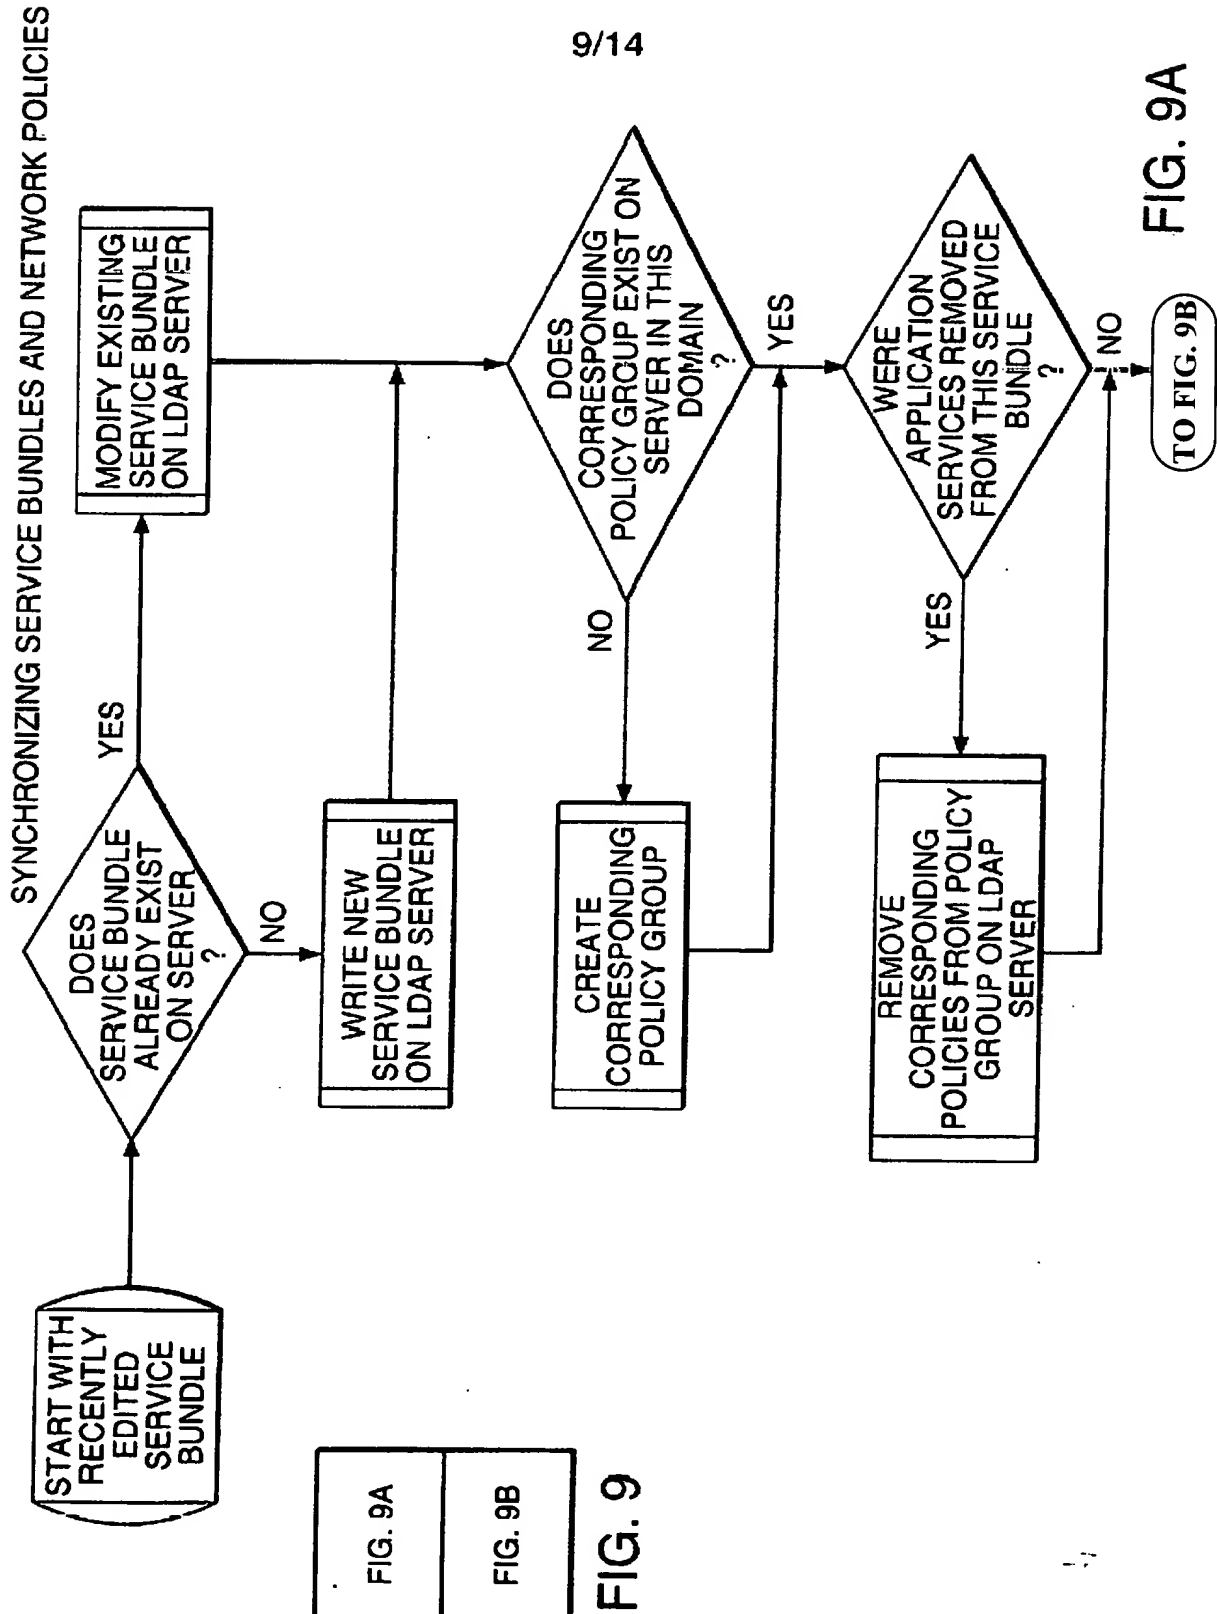 9/14
SYNCHRONIZING SERVICE BUNDLES AND NETWORK POLICIES
START WITH
RECENTLY
EDITED
SERVICE
BUNDLE
DOES
SERVICE BUNDLE
ALREADY EXIST
ON SERVER
?
YES
MODIFY EXISTING
SERVICE BUNDLE
ON LDAP SERVER
NO
WRITE NEW
SERVICE BUNDLE
ON LDAP SERVER
DOES
CORRESPONDING
POLICY GROUP EXIST ON
SERVER IN THIS
DOMAIN
?
NO
CREATE
CORRESPONDING
POLICY GROUP
YES
WERE
APPLICATION
SERVICES REMOVED
FROM THIS SERVICE
BUNDLE
?
YES
REMOVE
CORRESPONDING
POLICIES FROM POLICY
GROUP ON LDAP
SERVER
NO
TO FIG. 9B
FIG. 9A
FIG. 9A
FIG. 9B
FIG. 9